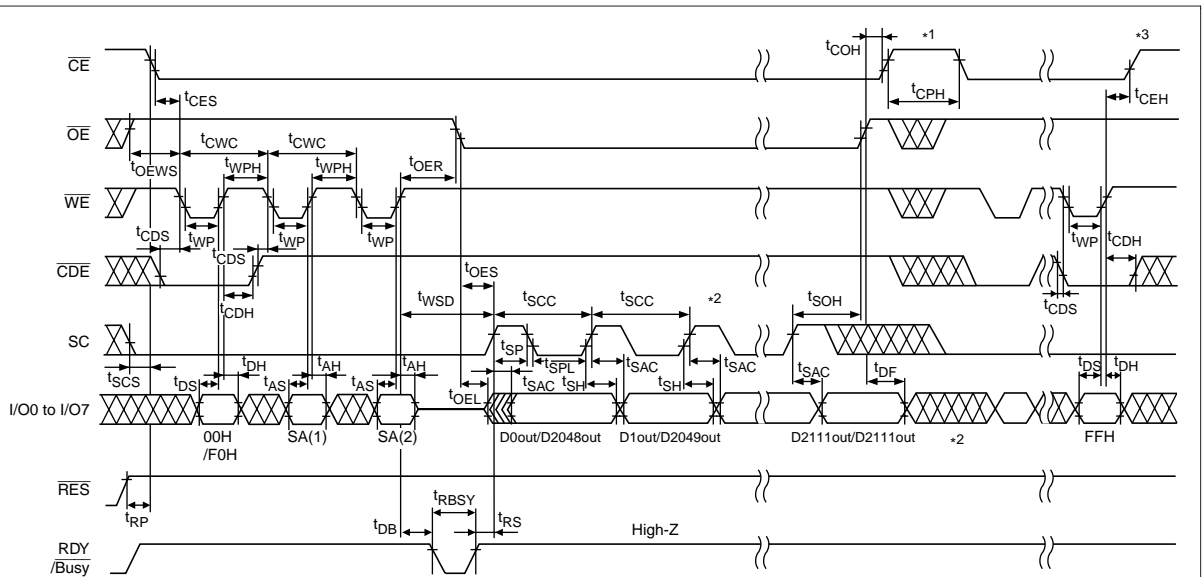 tCOH *1 *3
CE
tCES tCPH tCEH
OE
tCWC tCWC
tOEWS tWPH tWPH tOER
WE
tCDS tWP tCDS tWP tWP tWP tCDH
CDE
tOES
tCDH tWSD tSCC tSCC *2 tSOH tCDS
SC
tSP tSPL
tSCS tDS tDH tAS tAH tAS tAH tSAC tSH tSAC tSH tSAC tSAC tDF tDS tDH
tOEL
I/O0 to I/O7
00H /F0H SA(1) SA(2) D0out/D2048out D1out/D2049out D2111out/D2111out *2 FFH
RES
tRP tRBSY
tDB tRS High-Z
RDY
/Busy